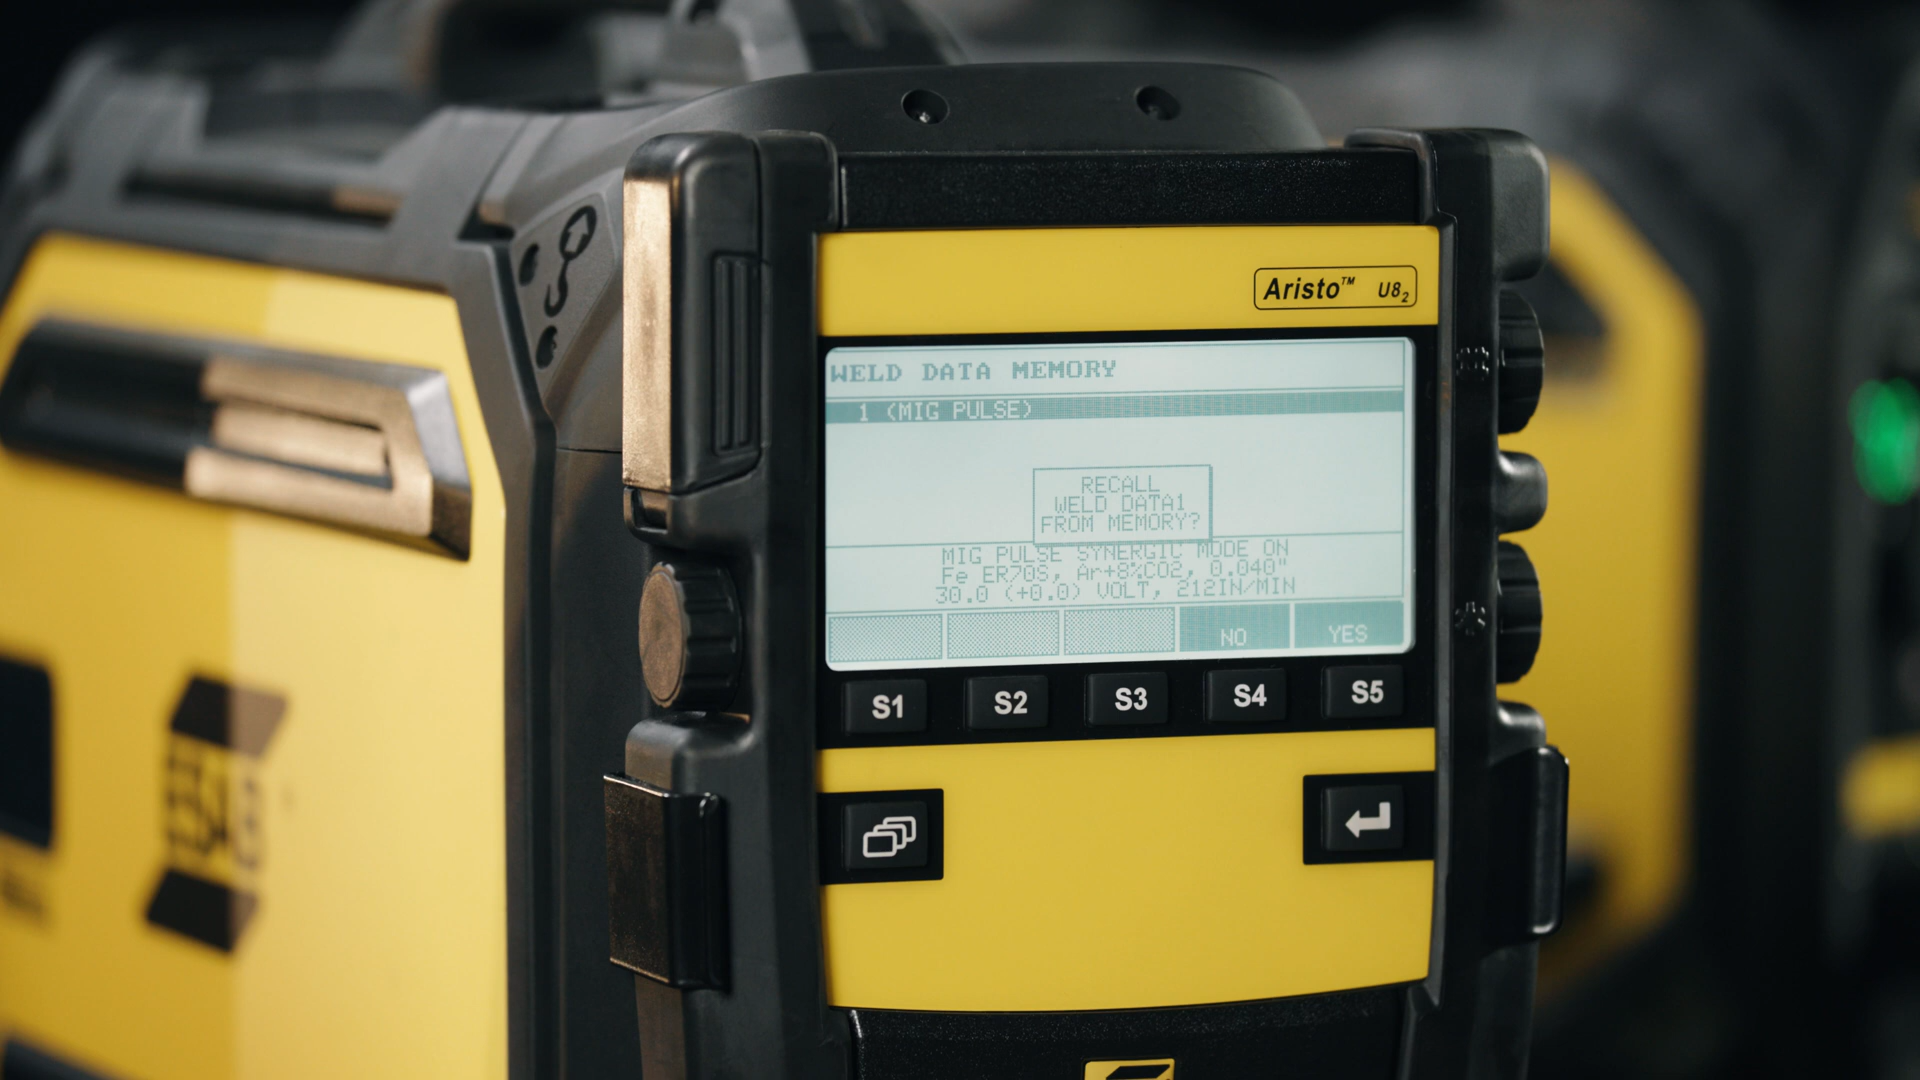 Aristo™ U8₂
WELD DATA MEMORY
1 (MIG PULSE)
RECALL
WELD DATA1
FROM MEMORY?
MIG PULSE SYNERGIC MODE ON
Fe ER70S, Ar+8%CO2, 0.040"
30.0 (+0.0) VOLT, 212IN/MIN
NO YES
S1 S2 S3 S4 S5
ESAB